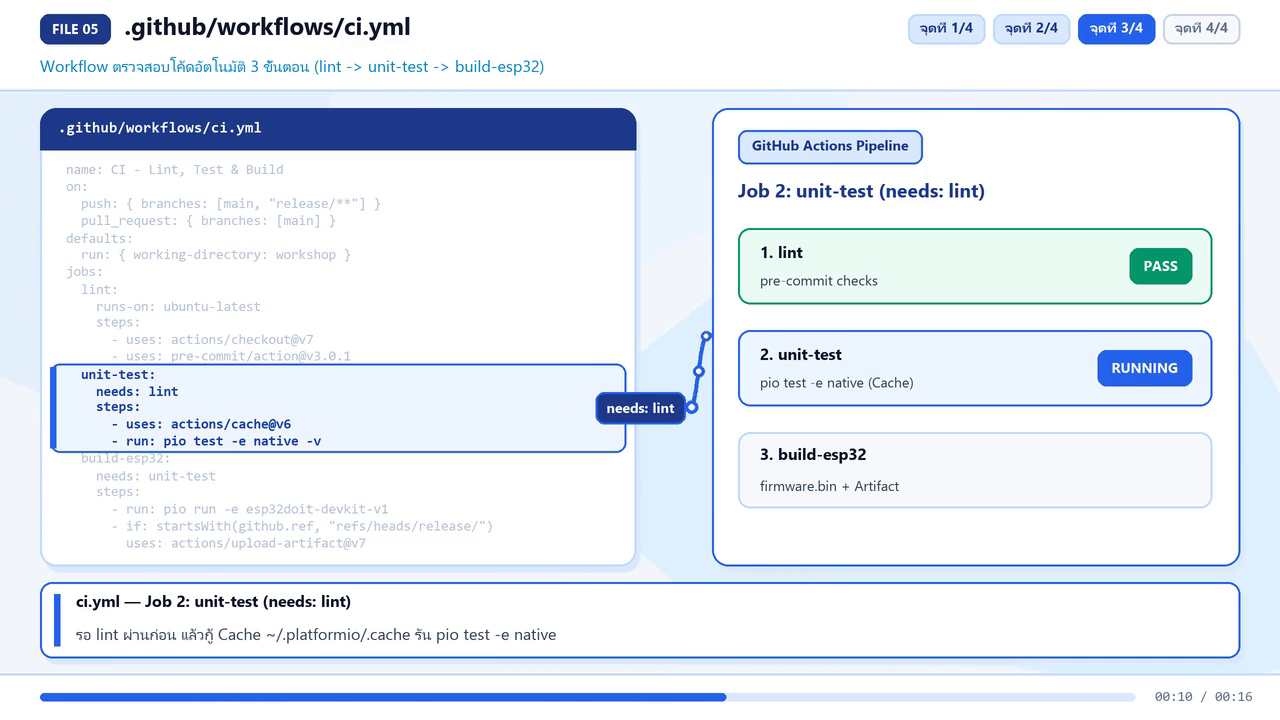 FILE 05
.github/workflows/ci.yml
จุดที่ 1/4
จุดที่ 2/4
จุดที่ 3/4
จุดที่ 4/4
Workflow ตรวจสอบโค้ดอัตโนมัติ 3 ขั้นตอน (lint -> unit-test -> build-esp32)
.github/workflows/ci.yml
name: CI - Lint, Test & Build
on:
push: { branches: [main, "release/**"] }
pull_request: { branches: [main] }
defaults:
run: { working-directory: workshop }
jobs:
lint:
runs-on: ubuntu-latest
steps:
- uses: actions/checkout@v7
- uses: pre-commit/action@v3.0.1
unit-test:
needs: lint
steps:
- uses: actions/cache@v6
- run: pio test -e native -v
build-esp32:
needs: unit-test
steps:
- run: pio run -e esp32doit-devkit-v1
- if: startsWith(github.ref, "refs/heads/release/")
uses: actions/upload-artifact@v7
needs: lint
GitHub Actions Pipeline
Job 2: unit-test (needs: lint)
1. lint
pre-commit checks
PASS
2. unit-test
pio test -e native (Cache)
RUNNING
3. build-esp32
firmware.bin + Artifact
ci.yml — Job 2: unit-test (needs: lint)
รอ lint ผ่านก่อน แล้วกู้ Cache ~/.platformio/.cache รัน pio test -e native
00:10 / 00:16